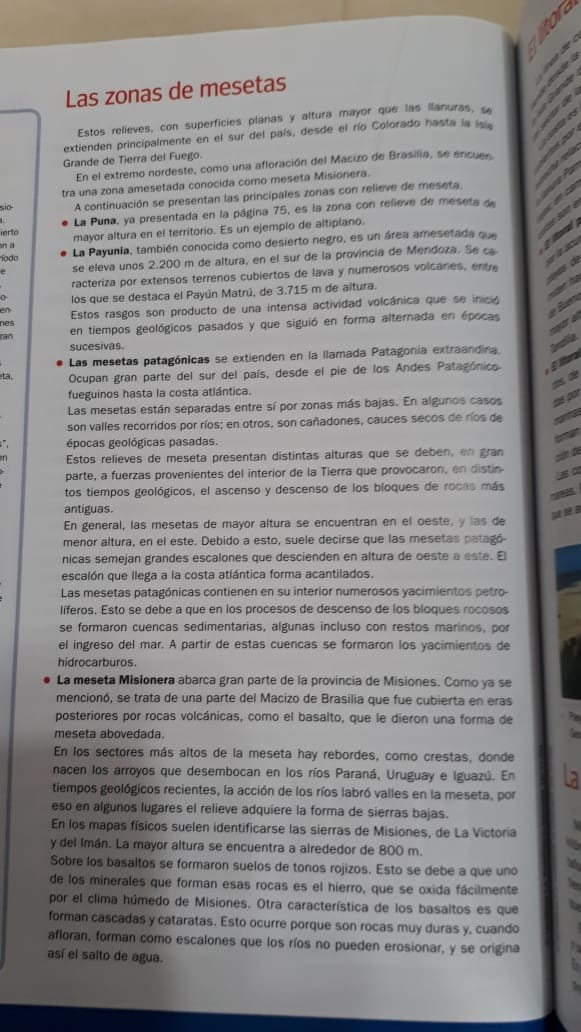 Las zonas de mesetas
Estos relieves, con superficies planas y altura mayor que las llanuras, se
extienden principalmente en el sur del país, desde el río Colorado hasta la Isla
Grande de Tierra del Fuego.
En el extremo nordeste, como una afloración del Macizo de Brasilia, se encuen-
tra una zona amesetada conocida como meseta Misionera.
A continuación se presentan las principales zonas con relieve de meseta.
• La Puna, ya presentada en la página 75, es la zona con relieve de meseta de
mayor altura en el territorio. Es un ejemplo de altiplano.
• La Payunia, también conocida como desierto negro, es un área amesetada que
se eleva unos 2.200 m de altura, en el sur de la provincia de Mendoza. Se ca-
racteriza por extensos terrenos cubiertos de lava y numerosos volcanes, entre
los que se destaca el Payún Matrú, de 3.715 m de altura.
Estos rasgos son producto de una intensa actividad volcánica que se inició
en tiempos geológicos pasados y que siguió en forma alternada en épocas
sucesivas.
• Las mesetas patagónicas se extienden en la llamada Patagonia extraandina.
Ocupan gran parte del sur del país, desde el pie de los Andes Patagónico-
fueguinos hasta la costa atlántica.
Las mesetas están separadas entre sí por zonas más bajas. En algunos casos
son valles recorridos por ríos; en otros, son cañadones, cauces secos de ríos de
épocas geológicas pasadas.
Estos relieves de meseta presentan distintas alturas que se deben, en gran
parte, a fuerzas provenientes del interior de la Tierra que provocaron, en distin-
tos tiempos geológicos, el ascenso y descenso de los bloques de rocas más
antiguas.
En general, las mesetas de mayor altura se encuentran en el oeste, y las de
menor altura, en el este. Debido a esto, suele decirse que las mesetas patagó-
nicas semejan grandes escalones que descienden en altura de oeste a este. El
escalón que llega a la costa atlántica forma acantilados.
Las mesetas patagónicas contienen en su interior numerosos yacimientos petro-
líferos. Esto se debe a que en los procesos de descenso de los bloques rocosos
se formaron cuencas sedimentarias, algunas incluso con restos marinos, por
el ingreso del mar. A partir de estas cuencas se formaron los yacimientos de
hidrocarburos.
• La meseta Misionera abarca gran parte de la provincia de Misiones. Como ya se
mencionó, se trata de una parte del Macizo de Brasilia que fue cubierta en eras
posteriores por rocas volcánicas, como el basalto, que le dieron una forma de
meseta abovedada.
En los sectores más altos de la meseta hay rebordes, como crestas, donde
nacen los arroyos que desembocan en los ríos Paraná, Uruguay e Iguazú. En
tiempos geológicos recientes, la acción de los ríos labró valles en la meseta, por
eso en algunos lugares el relieve adquiere la forma de sierras bajas.
En los mapas físicos suelen identificarse las sierras de Misiones, de La Victoria
y del Imán. La mayor altura se encuentra a alrededor de 800 m.
Sobre los basaltos se formaron suelos de tonos rojizos. Esto se debe a que uno
de los minerales que forman esas rocas es el hierro, que se oxida fácilmente
por el clima húmedo de Misiones. Otra característica de los basaltos es que
forman cascadas y cataratas. Esto ocurre porque son rocas muy duras y, cuando
afloran, forman como escalones que los ríos no pueden erosionar, y se origina
así el salto de agua.